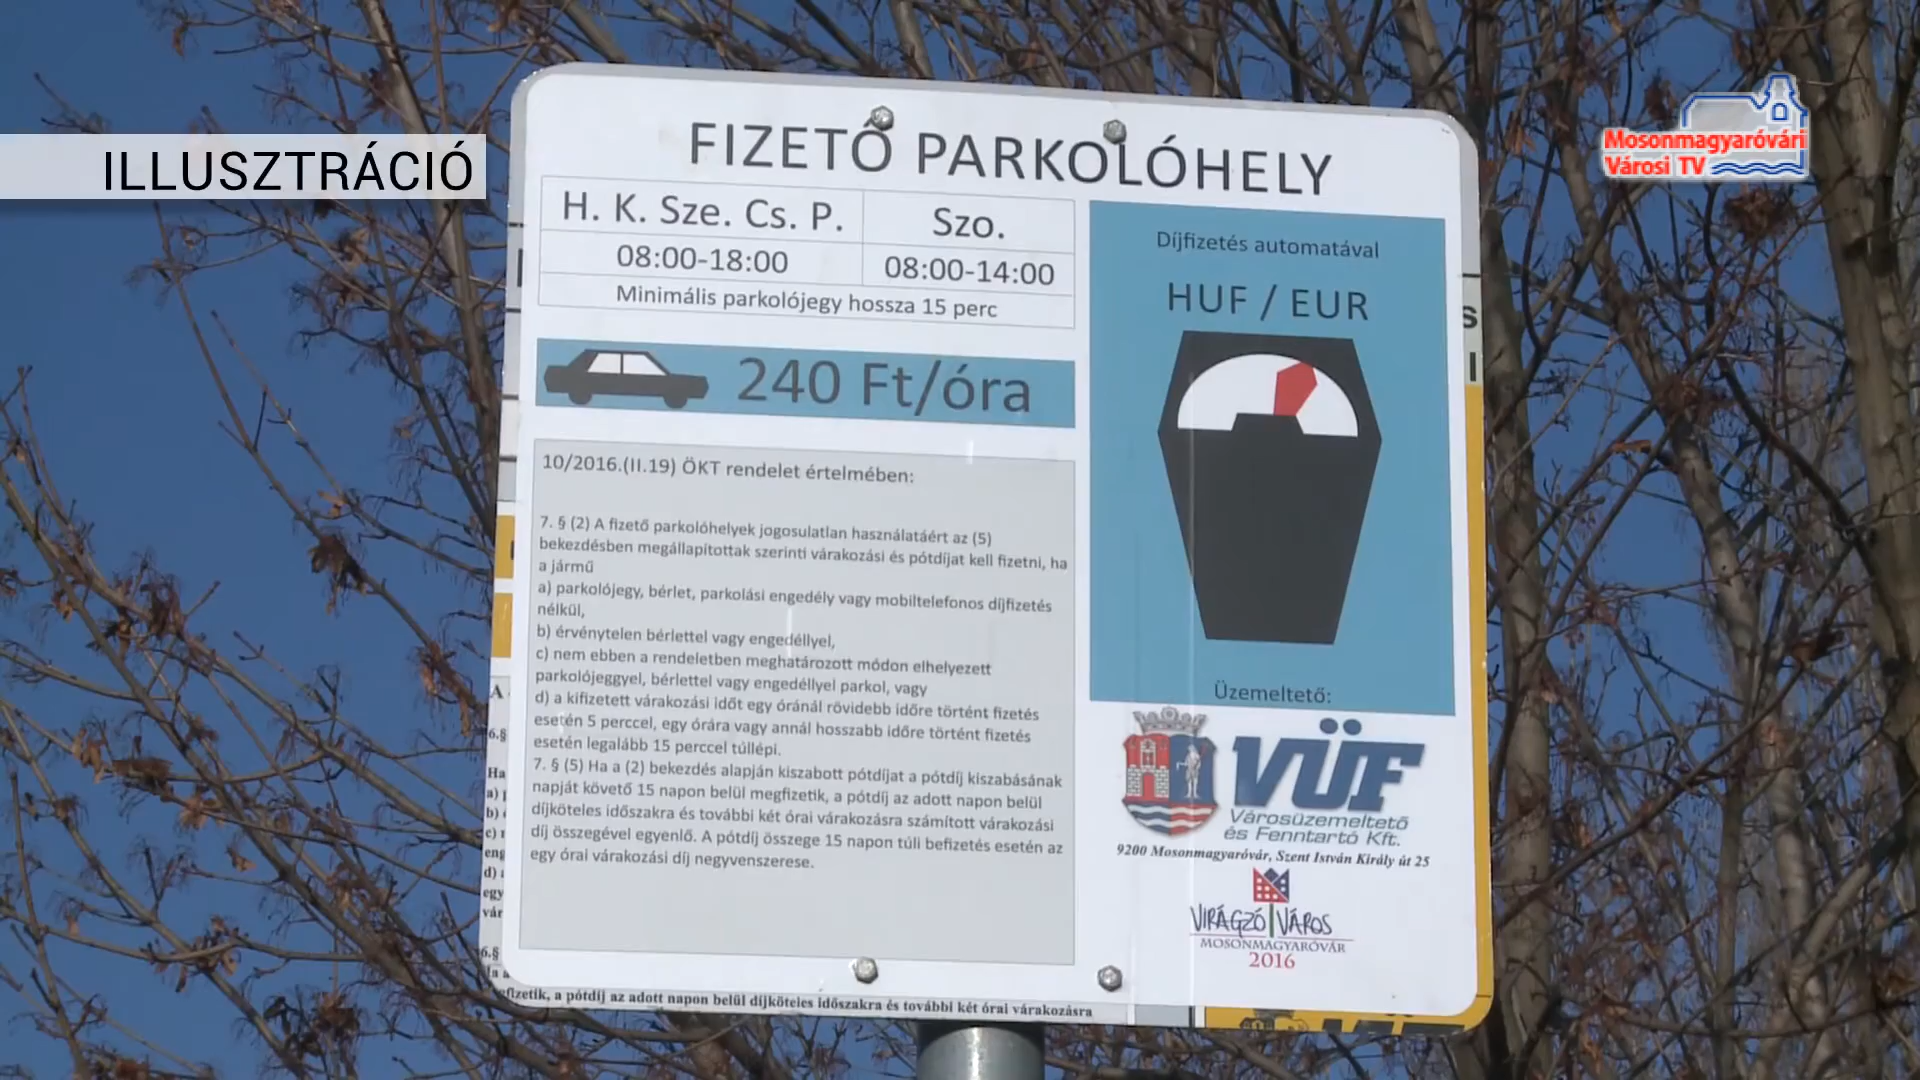 ILLUSZTRÁCIÓ
Mosonmagyaróvári
Városi TV
FIZETŐ PARKOLÓHELY
H. K. Sze. Cs. P.
Szo.
08:00-18:00
08:00-14:00
Minimális parkolójegy hossza 15 perc
240 Ft/óra
10/2016.(II.19) ÖKT rendelet értelmében:
7. § (2) A fizető parkolóhelyek jogosulatlan használatáért az (5)
bekezdésben megállapítottak szerinti várakozási és pótdíjat kell fizetni, ha
a jármű
a) parkolójegy, bérlet, parkolási engedély vagy mobiltelefonos díjfizetés
nélkül,
b) érvénytelen bérlettel vagy engedéllyel,
c) nem ebben a rendeletben meghatározott módon elhelyezett
parkolójeggyel, bérlettel vagy engedéllyel parkol, vagy
d) a kifizetett várakozási időt egy óránál rövidebb időre történt fizetés
esetén 5 perccel, egy órára vagy annál hosszabb időre történt fizetés
esetén legalább 15 perccel túllépi.
7. § (5) Ha a (2) bekezdés alapján kiszabott pótdíjat a pótdíj kiszabásának
napját követő 15 napon belül megfizetik, a pótdíj az adott napon belül
díjköteles időszakra és további két órai várakozásra számított várakozási
díj összegével egyenlő. A pótdíj összege 15 napon túli befizetés esetén az
egy órai várakozási díj negyvenszerese.
Díjfizetés automatával
HUF / EUR
Üzemeltető:
VÜF
Városüzemeltető
és Fenntartó Kft.
9200 Mosonmagyaróvár, Szent István Király út 25
VIRÁGZÓ VÁROS
MOSONMAGYARÓVÁR
2016
A
6.§
Ha
a)
b)
c)
eng
d)
egy
vár
6.§
efizetik, a pótdíj az adott napon belül díjköteles időszakra és további két órai várakozásra